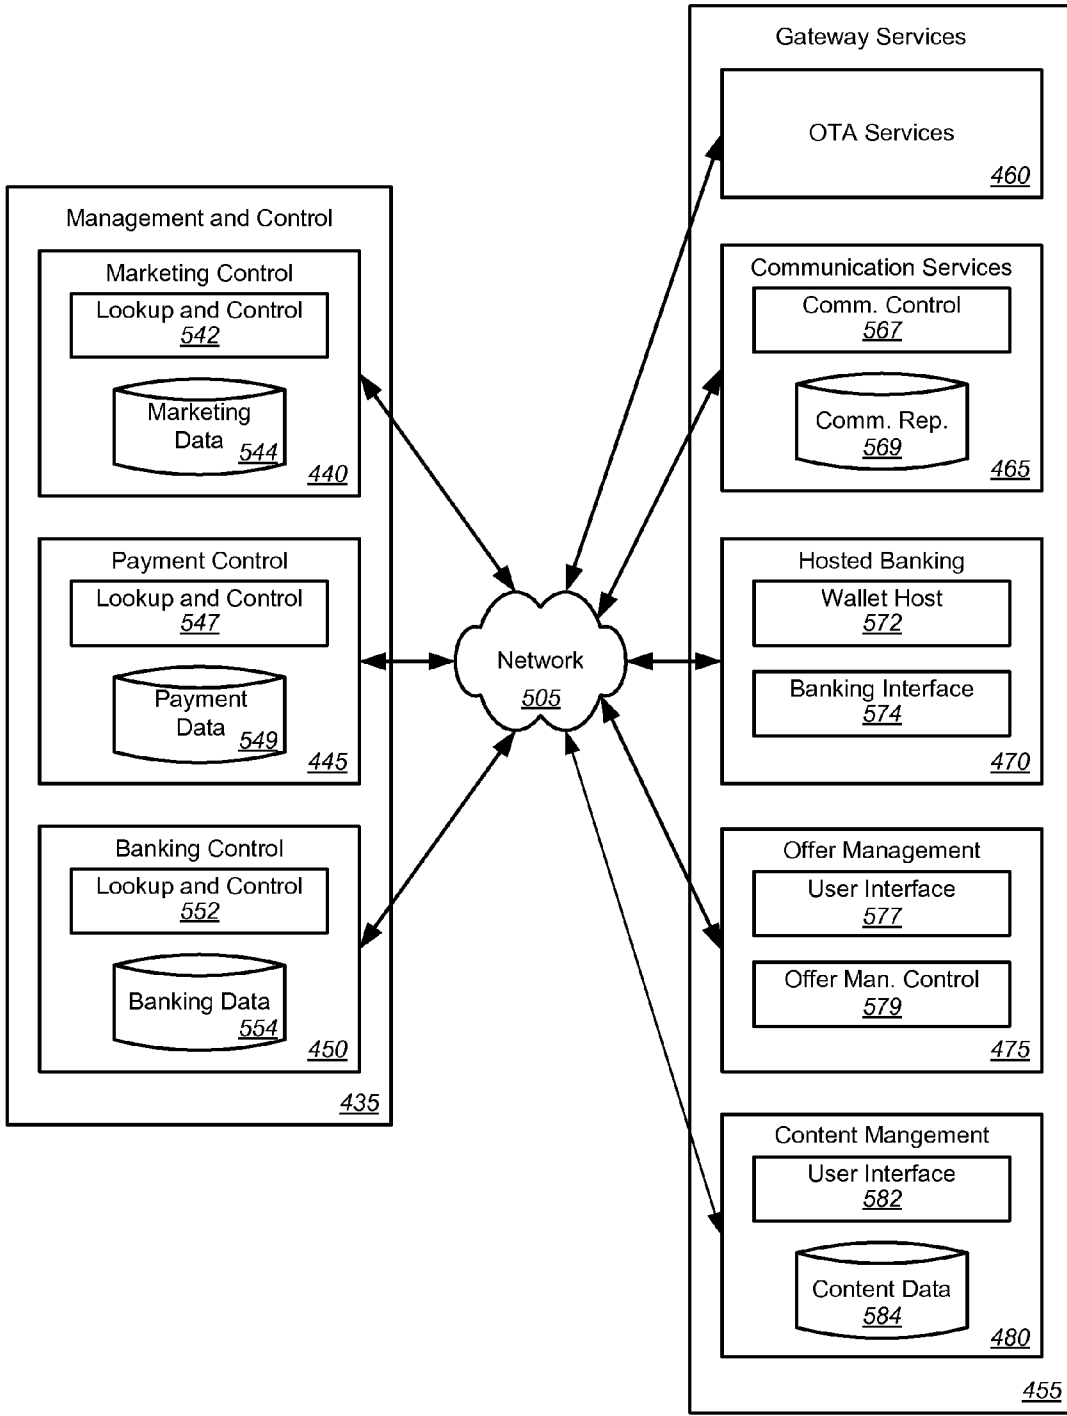 Management and Control
Marketing Control
Lookup and Control
542
Marketing
Data
544
440
Payment Control
Lookup and Control
547
Payment
Data
549
445
Banking Control
Lookup and Control
552
Banking Data
554
450
435
Network
505
Gateway Services
OTA Services
460
Communication Services
Comm. Control
567
Comm. Rep.
569
465
Hosted Banking
Wallet Host
572
Banking Interface
574
470
Offer Management
User Interface
577
Offer Man. Control
579
475
Content Mangement
User Interface
582
Content Data
584
480
455